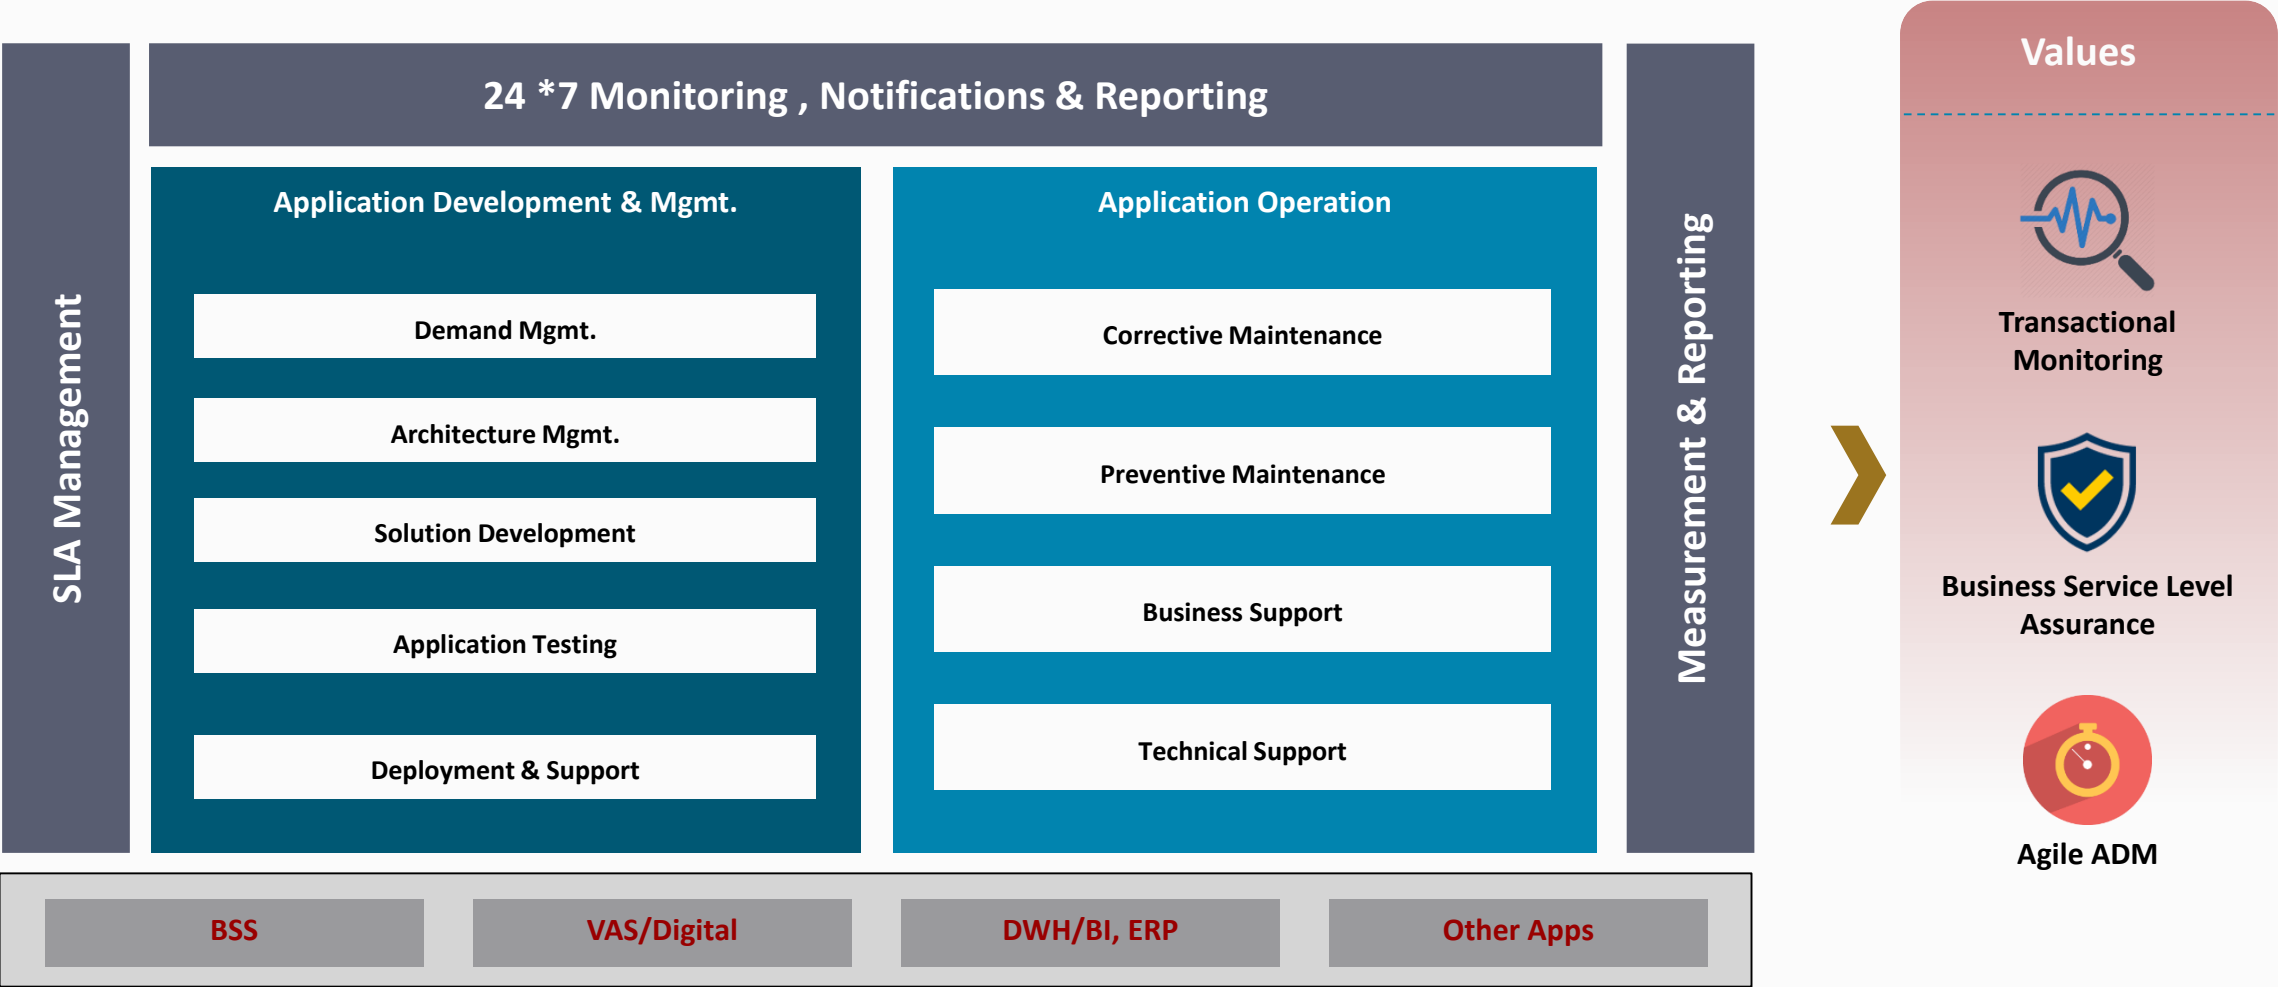 24 *7 Monitoring , Notifications & Reporting
SLA Management
Application Development & Mgmt.
Demand Mgmt.
Architecture Mgmt.
Solution Development
Application Testing
Deployment & Support
Application Operation
Corrective Maintenance
Preventive Maintenance
Business Support
Technical Support
Measurement & Reporting
BSS
VAS/Digital
DWH/BI, ERP
Other Apps
Values
Transactional
Monitoring
Business Service Level
Assurance
Agile ADM